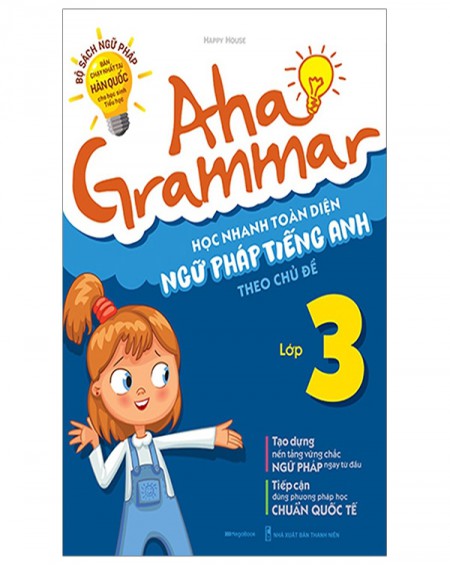 HAPPY HOUSE
BỘ SÁCH NGỮ PHÁP
BÁN
CHẠY NHẤT TẠI
HÀN QUỐC
cho học sinh
Tiểu học
Aha
Grammar
HỌC NHANH TOÀN DIỆN
NGỮ PHÁP TIẾNG ANH
THEO CHỦ ĐỀ
Lớp 3
Tạo dựng
nền tảng vững chắc
NGỮ PHÁP ngay từ đầu
Tiếp cận
đúng phương pháp học
CHUẨN QUỐC TẾ
MegaBook
NHÀ XUẤT BẢN THANH NIÊN